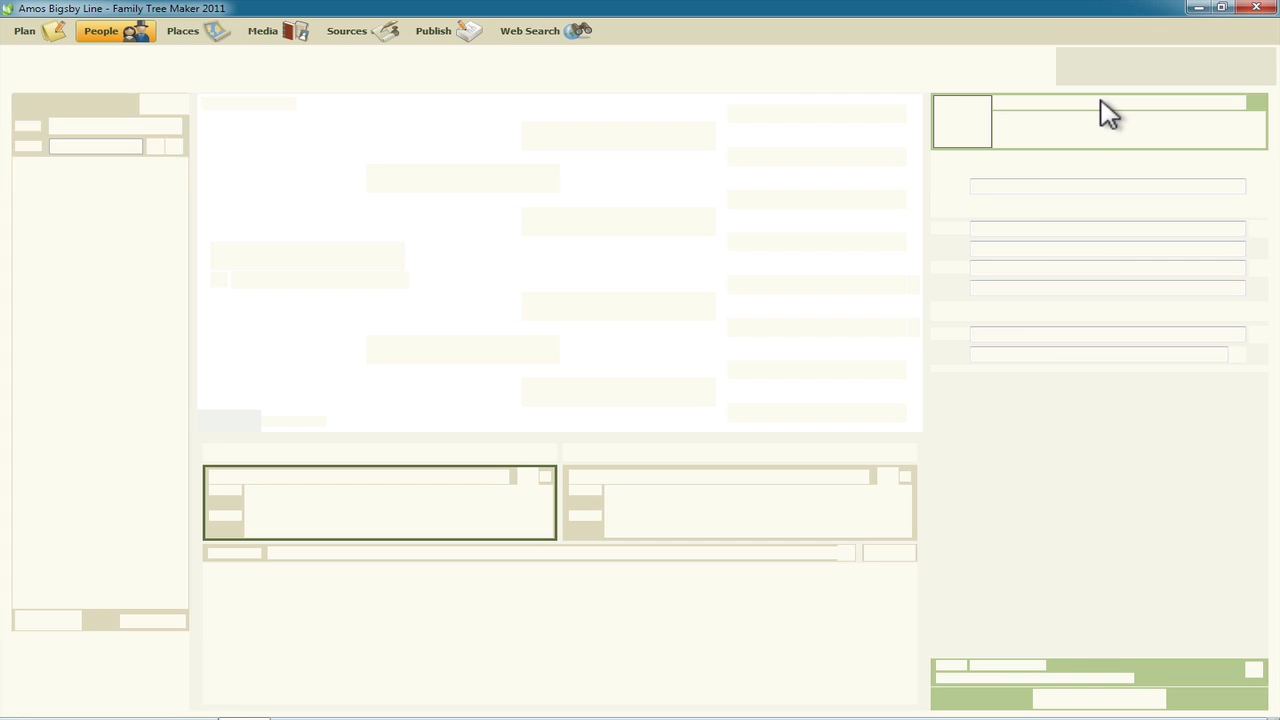 Amos Bigsby Line - Family Tree Maker 2011
Plan People Places Media Sources Publish Web Search